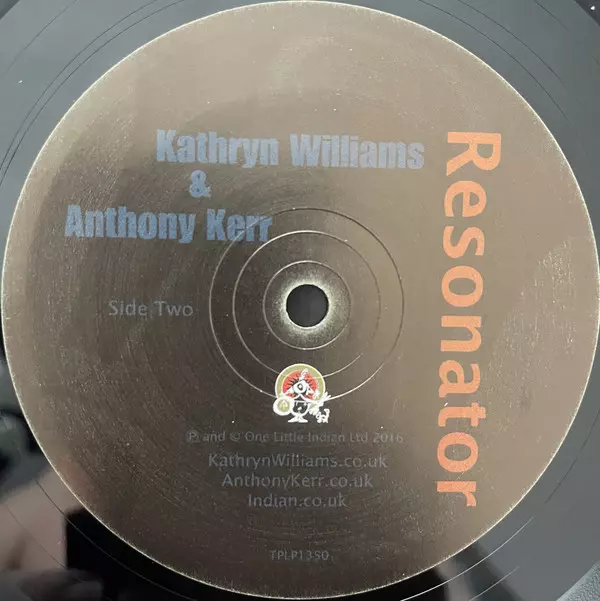 Kathryn Williams
&
Anthony Kerr
Resonator
Side Two
℗ and © One Little Indian Ltd 2016
KathrynWilliams.co.uk
AnthonyKerr.co.uk
Indian.co.uk
TPLP1350